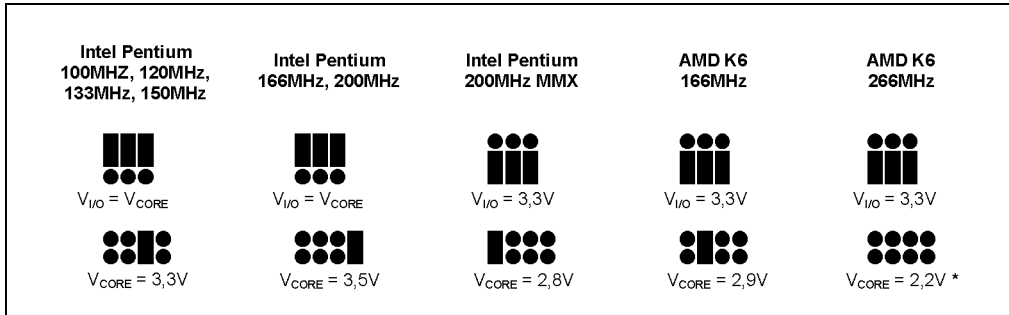 Intel Pentium
100MHZ, 120MHz,
133MHz, 150MHz
Intel Pentium
166MHz, 200MHz
Intel Pentium
200MHz MMX
AMD K6
166MHz
AMD K6
266MHz
VI/O = VCORE
VI/O = VCORE
VI/O = 3,3V
VI/O = 3,3V
VI/O = 3,3V
VCORE = 3,3V
VCORE = 3,5V
VCORE = 2,8V
VCORE = 2,9V
VCORE = 2,2V *